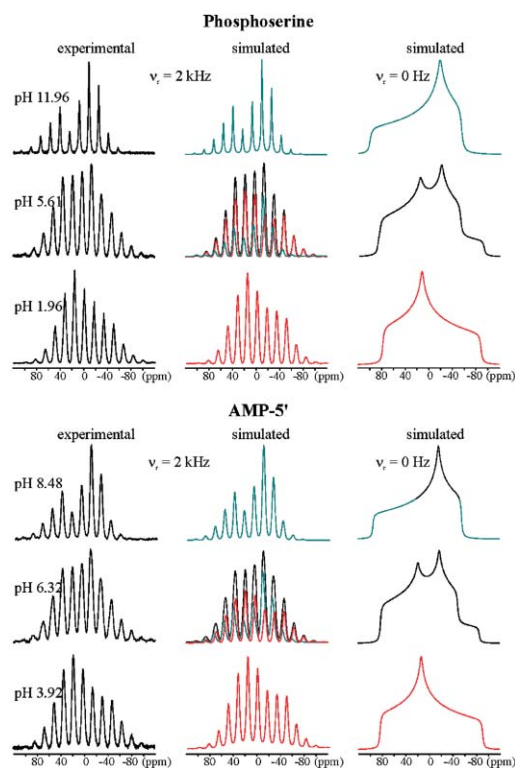 Phosphoserine
experimental simulated simulated
νr = 2 kHz νr = 0 Hz
pH 11.96
5.61
pH 1.96
80 40 0 -40 -80 (ppm) 80 40 0 -40 -80 (ppm) 80 40 0 -40 -80 (ppm)
AMP-5'
experimental simulated simulated
νr = 2 kHz νr = 0 Hz
pH 8.48
pH 6.32
pH 3.92
80 40 0 -40 -80 (ppm) 80 40 0 -40 -80 (ppm) 80 40 0 -40 -80 (ppm)